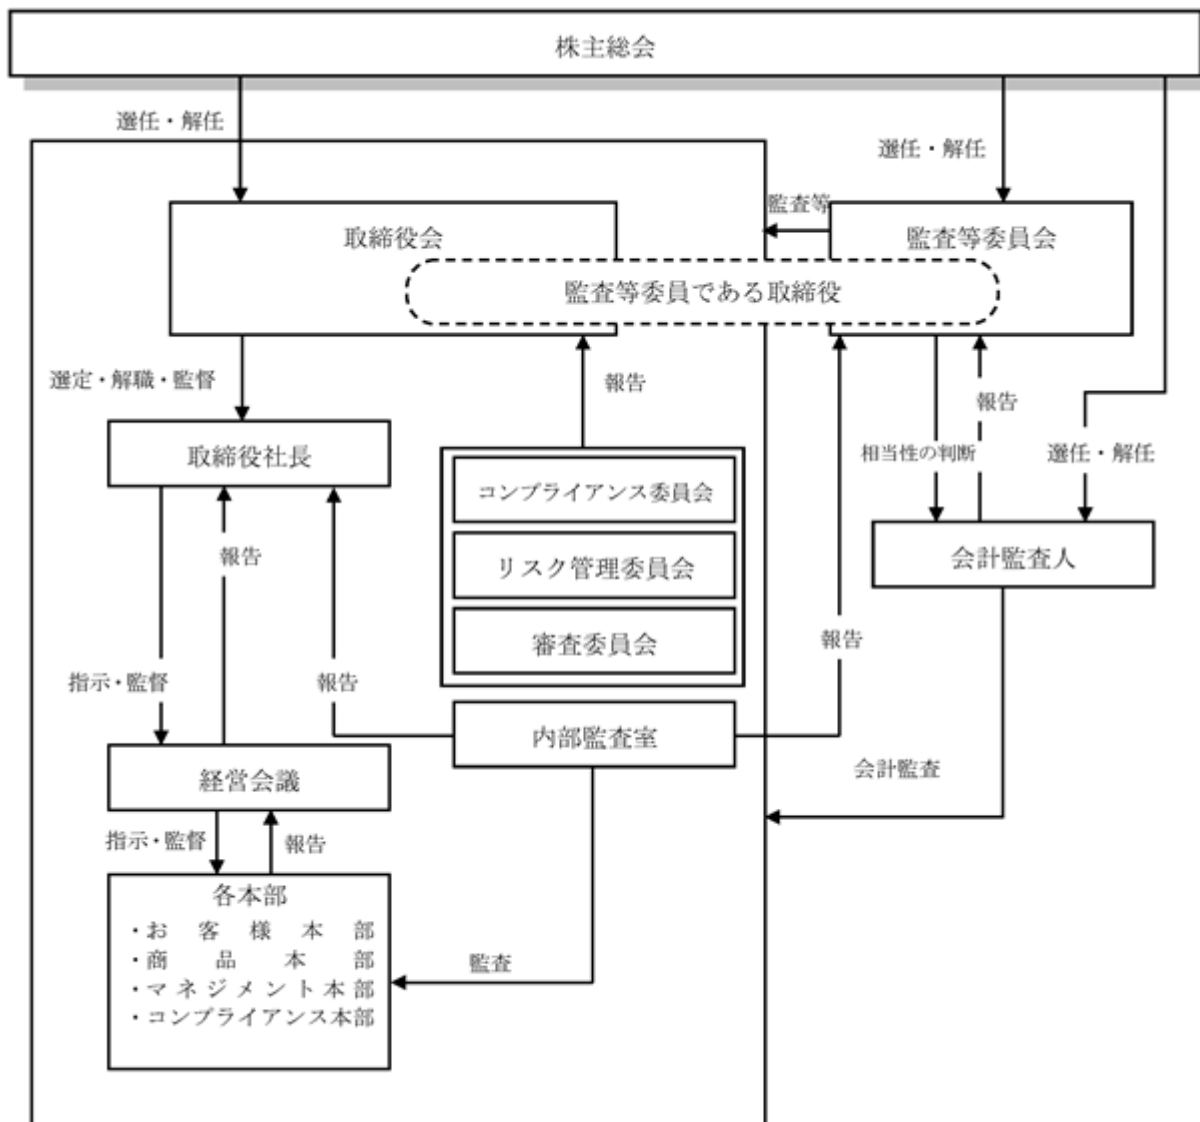 株主総会
選任・解任
選任・解任
監査等
取締役会
監査等委員会
監査等委員である取締役
選定・解職・監督
報告
報告
取締役社長
相当性の判断
選任・解任
コンプライアンス委員会
報告
会計監査人
リスク管理委員会
審査委員会
報告
指示・監督
報告
内部監査室
経営会議
会計監査
指示・監督
報告
各本部
・お客様本部
・商品本部
・マネジメント本部
・コンプライアンス本部
監査